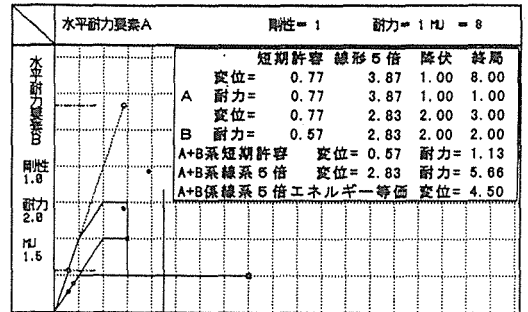 水平耐力要素A 剛性= 1 耐力= 1 MU = 8
水平耐力要素B
剛性
1.0
耐力
2.0
MU
1.5
短期許容 線形5倍 降伏 終局
変位= 0.77 3.87 1.00 8.00
A 耐力= 0.77 3.87 1.00 1.00
変位= 0.77 2.83 2.00 3.00
B 耐力= 0.57 2.83 2.00 2.00
A+B系短期許容 変位= 0.57 耐力= 1.13
A+B系線系5倍 変位= 2.83 耐力= 5.66
A+B係線系5倍エネルギー等価 変位= 4.50